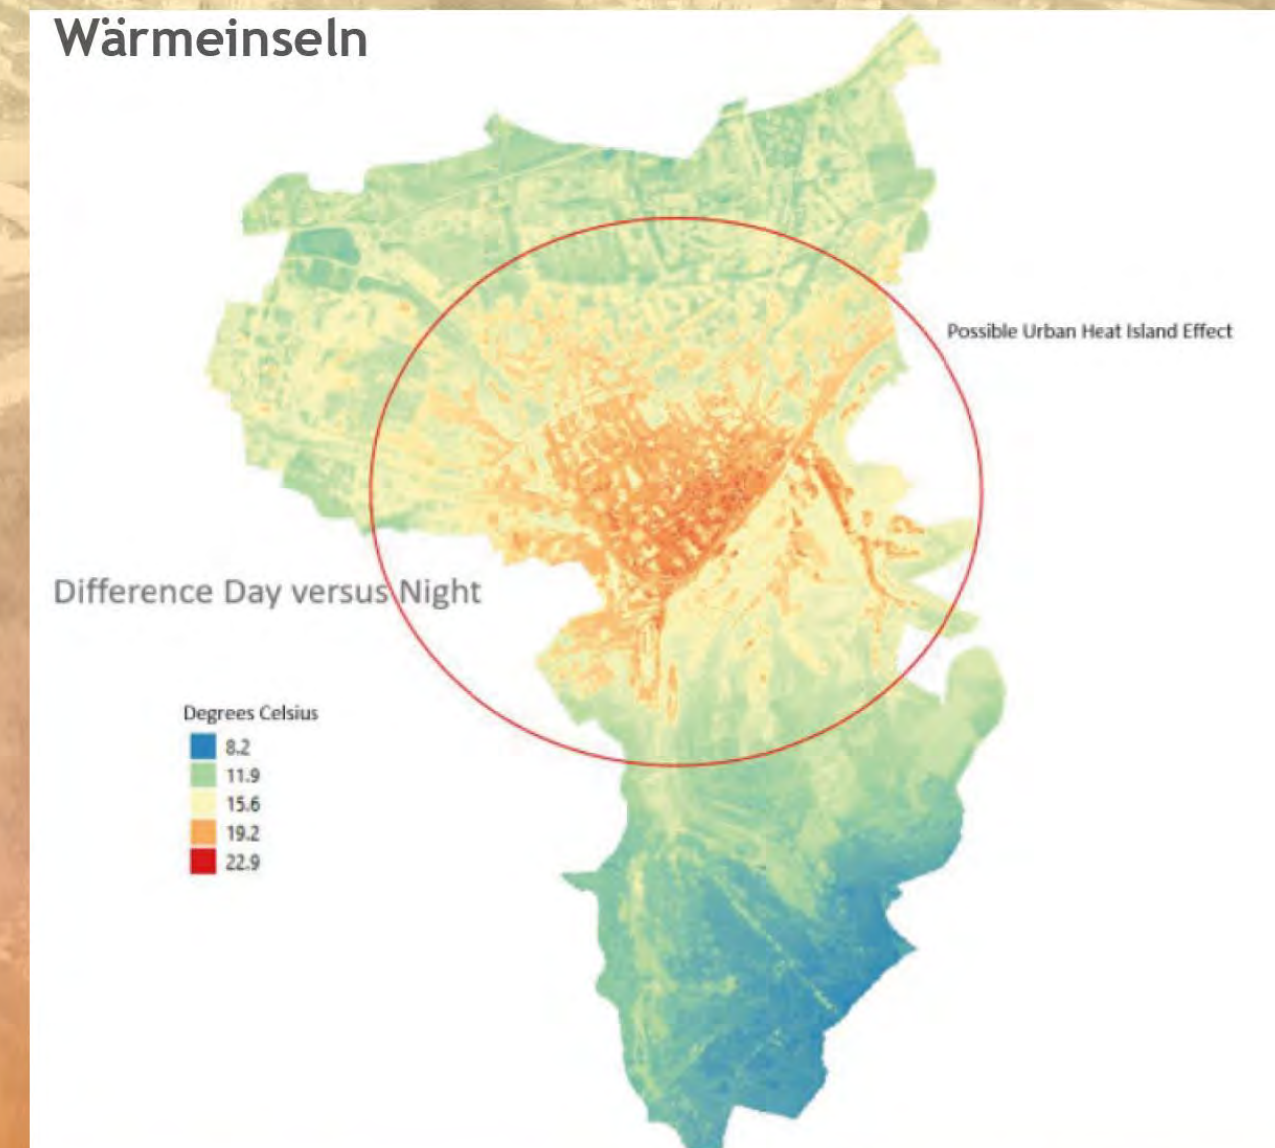 Wärmeinseln
Possible Urban Heat Island Effect
Difference Day versus Night
Degrees Celsius
8.2
11.9
15.6
19.2
22.9